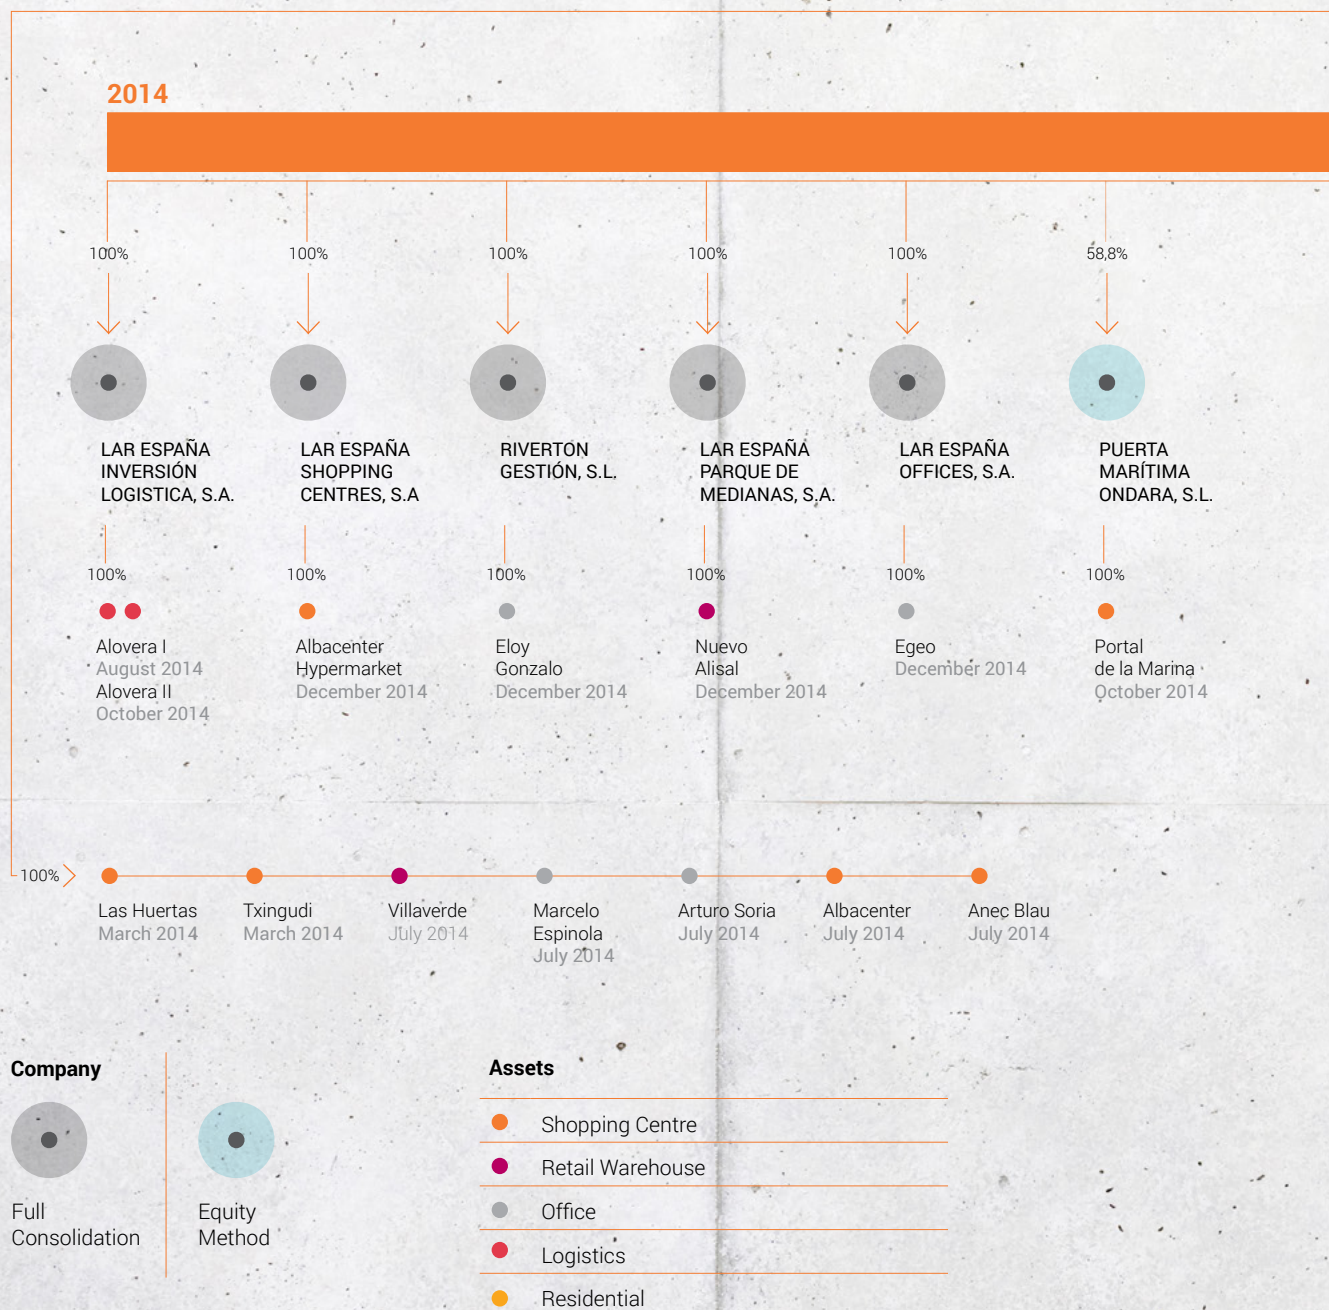 2014
100%
100%
100%
100%
100%
58,8%
LAR ESPAÑA
INVERSIÓN
LOGISTICA, S.A.
LAR ESPAÑA
SHOPPING
CENTRES, S.A
RIVERTON
GESTIÓN, S.L.
LAR ESPAÑA
PARQUE DE
MEDIANAS, S.A.
LAR ESPAÑA
OFFICES, S.A.
PUERTA
MARÍTIMA
ONDARA, S.L.
100%
100%
100%
100%
100%
100%
Alovera I
August 2014
Alovera II
October 2014
Albacenter
Hypermarket
December 2014
Eloy
Gonzalo
December 2014
Nuevo
Alisal
December 2014
Egeo
December 2014
Portal
de la Marina
October 2014
100%
Las Huertas
March 2014
Txingudi
March 2014
Villaverde
July 2014
Marcelo
Espinola
July 2014
Arturo Soria
July 2014
Albacenter
July 2014
Anec Blau
July 2014
Company
Full
Consolidation
Equity
Method
Assets
Shopping Centre
Retail Warehouse
Office
Logistics
Residential